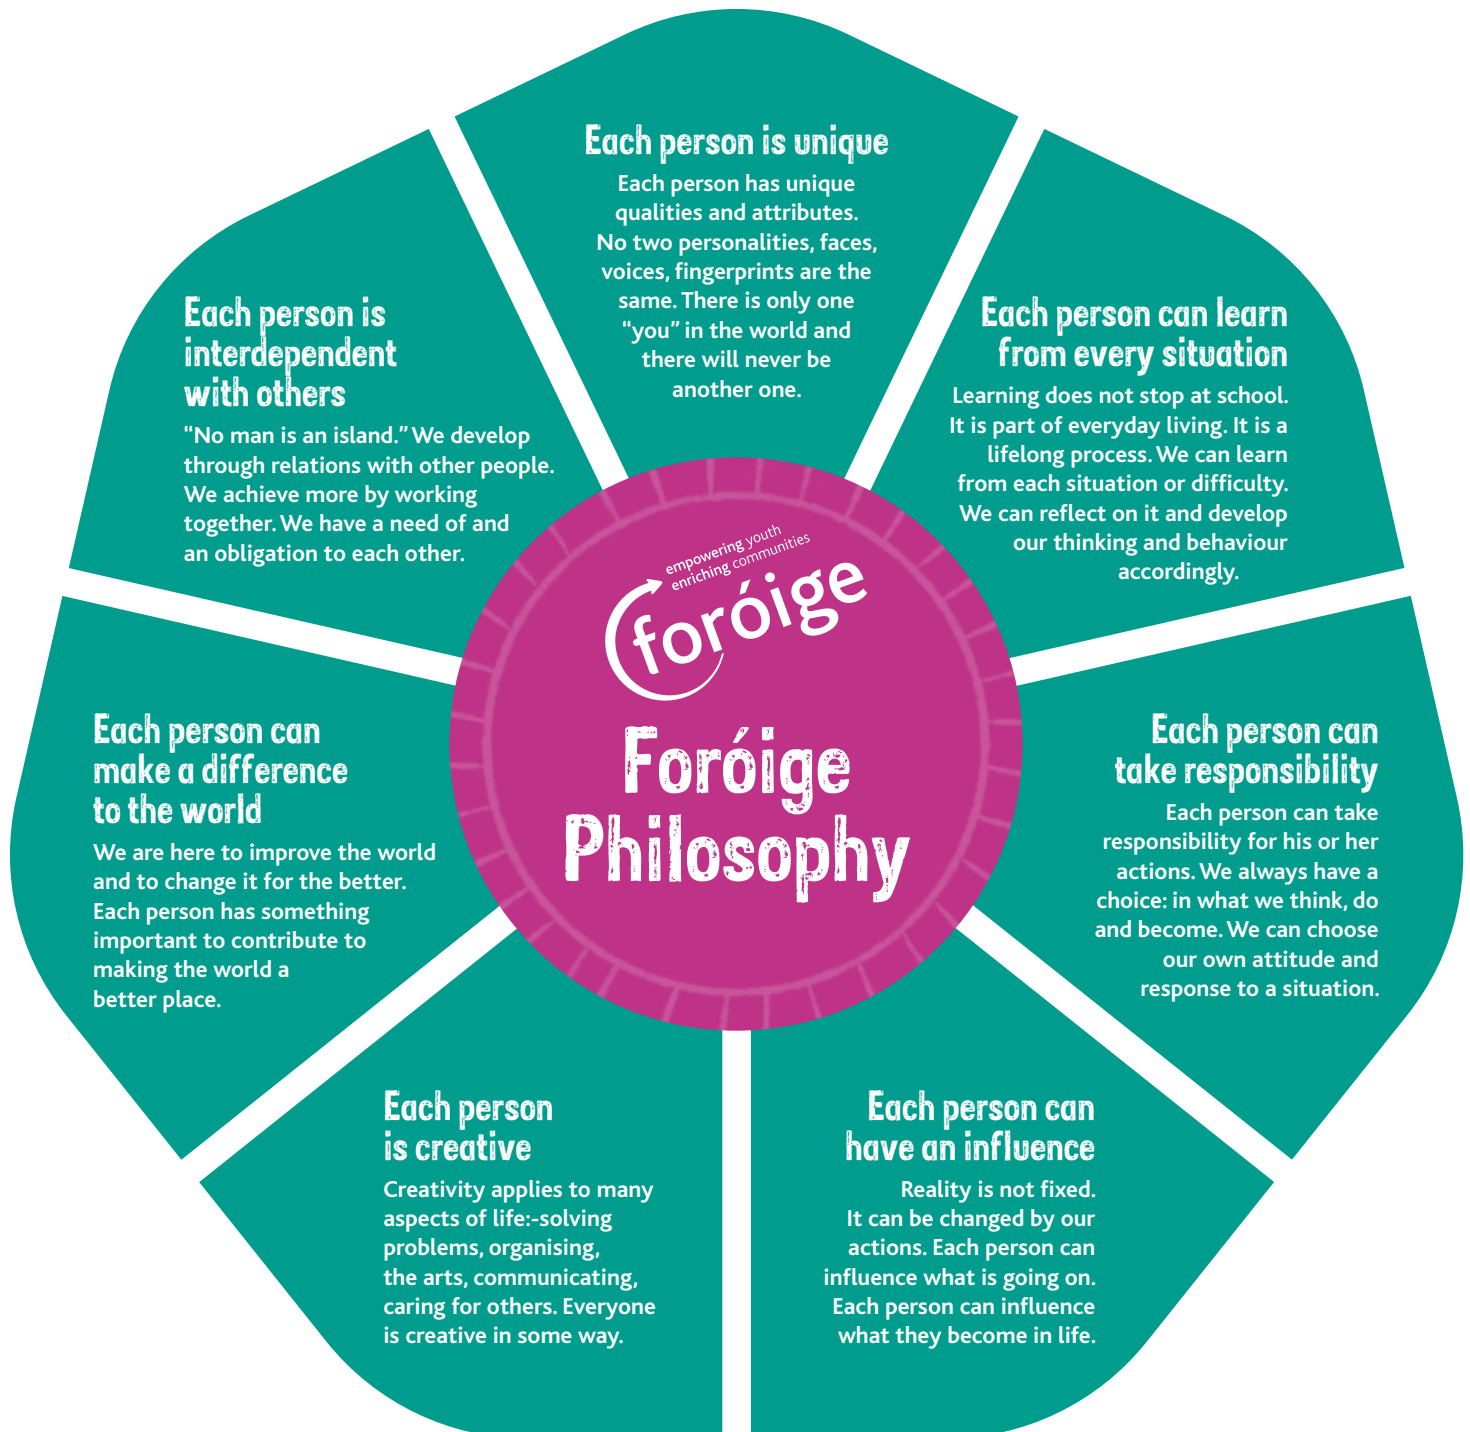 Each person is unique
Each person has unique
qualities and attributes.
No two personalities, faces,
voices, fingerprints are the
same. There is only one
“you” in the world and
there will never be
another one.
Each person can learn
from every situation
Learning does not stop at school.
It is part of everyday living. It is a
lifelong process. We can learn
from each situation or difficulty.
We can reflect on it and develop
our thinking and behaviour
accordingly.
Each person can
take responsibility
Each person can take
responsibility for his or her
actions. We always have a
choice: in what we think, do
and become. We can choose
our own attitude and
response to a situation.
Each person can
have an influence
Reality is not fixed.
It can be changed by our
actions. Each person can
influence what is going on.
Each person can influence
what they become in life.
Each person
is creative
Creativity applies to many
aspects of life:-solving
problems, organising,
the arts, communicating,
caring for others. Everyone
is creative in some way.
Each person can
make a difference
to the world
We are here to improve the world
and to change it for the better.
Each person has something
important to contribute to
making the world a
better place.
Each person is
interdependent
with others
“No man is an island.” We develop
through relations with other people.
We achieve more by working
together. We have a need of and
an obligation to each other.
empowering youth
enriching communities
foróige
Foróige
Philosophy